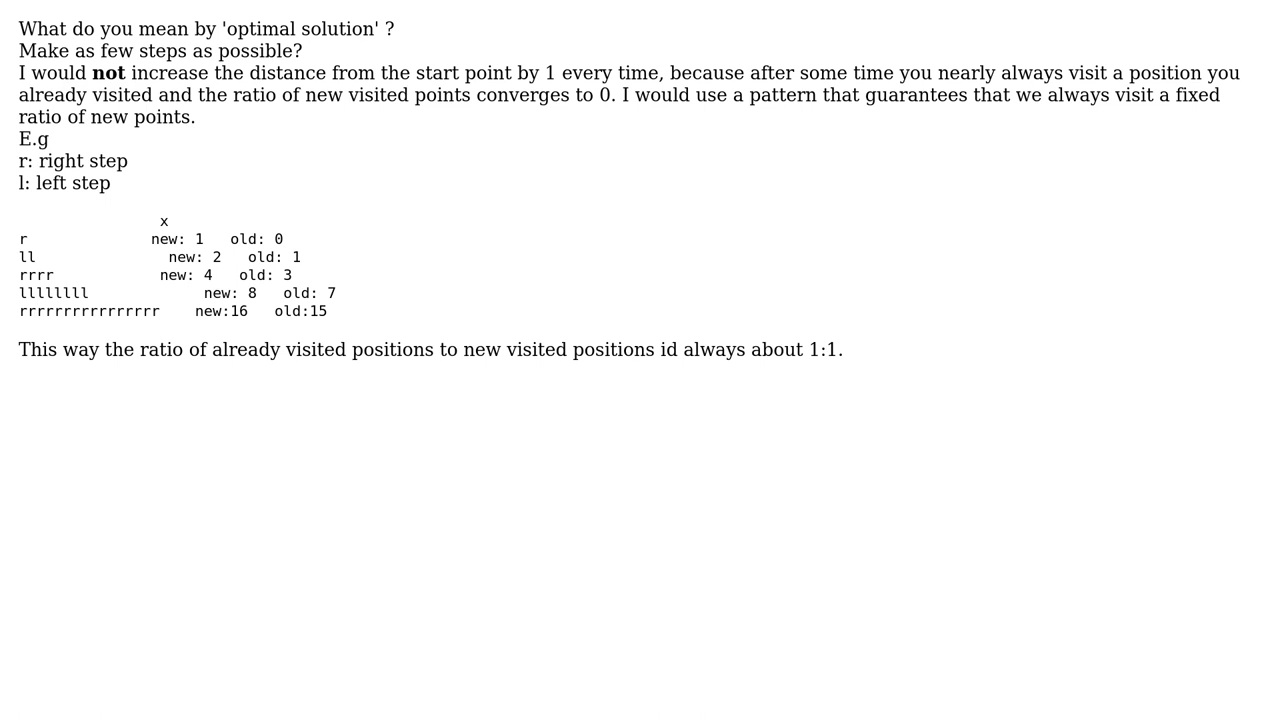 What do you mean by 'optimal solution' ?
Make as few steps as possible?
I would not increase the distance from the start point by 1 every time, because after some time you nearly always visit a position you
already visited and the ratio of new visited points converges to 0. I would use a pattern that guarantees that we always visit a fixed
ratio of new points.
E.g
r: right step
l: left step
x
r new: 1 old: 0
ll new: 2 old: 1
rrrr new: 4 old: 3
llllllll new: 8 old: 7
rrrrrrrrrrrrrrrr new:16 old:15
This way the ratio of already visited positions to new visited positions id always about 1:1.